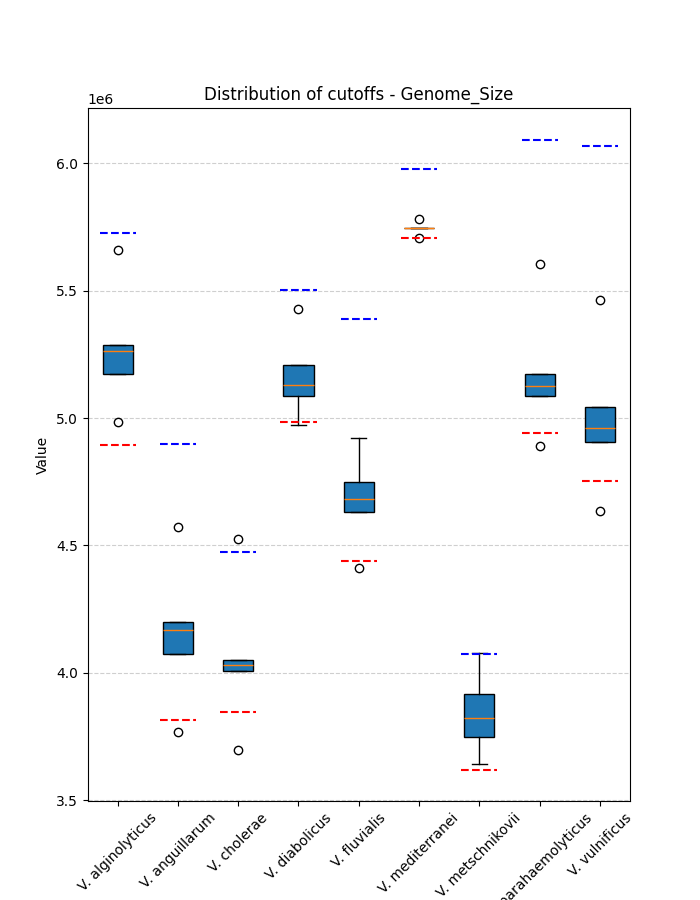 Distribution of cutoffs - Genome_Size
1e6
6.0
5.5
5.0
4.5
4.0
3.5
Value
V. alginolyticus
V. anguillarum
V. cholerae
V. diabolicus
V. fluvialis
V. mediterranei
V. metschnikovii
parahaemolyticus
V. vulnificus